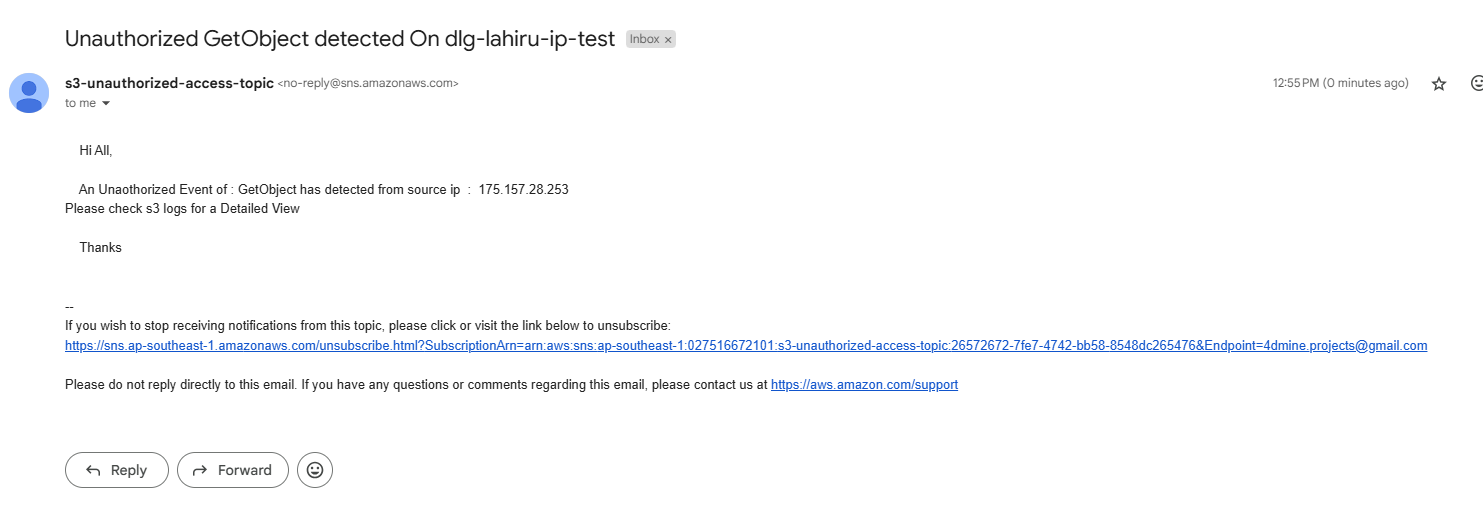 Unauthorized GetObject detected On dlg-lahiru-ip-test Inbox ×
s3-unauthorized-access-topic <no-reply@sns.amazonaws.com> 12:55 PM (0 minutes ago)
to me
Hi All,
An Unaothorized Event of : GetObject has detected from source ip : 175.157.28.253
Please check s3 logs for a Detailed View
Thanks
--
If you wish to stop receiving notifications from this topic, please click or visit the link below to unsubscribe:
https://sns.ap-southeast-1.amazonaws.com/unsubscribe.html?SubscriptionArn=arn:aws:sns:ap-southeast-1:027516672101:s3-unauthorized-access-topic:26572672-7fe7-4742-bb58-8548dc265476&Endpoint=4dmine.projects@gmail.com
Please do not reply directly to this email. If you have any questions or comments regarding this email, please contact us at https://aws.amazon.com/support
Reply Forward